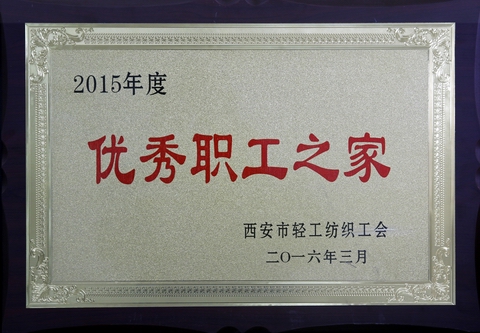 2015年度
优秀职工之家
西安市轻工纺织工会
二〇一六年三月